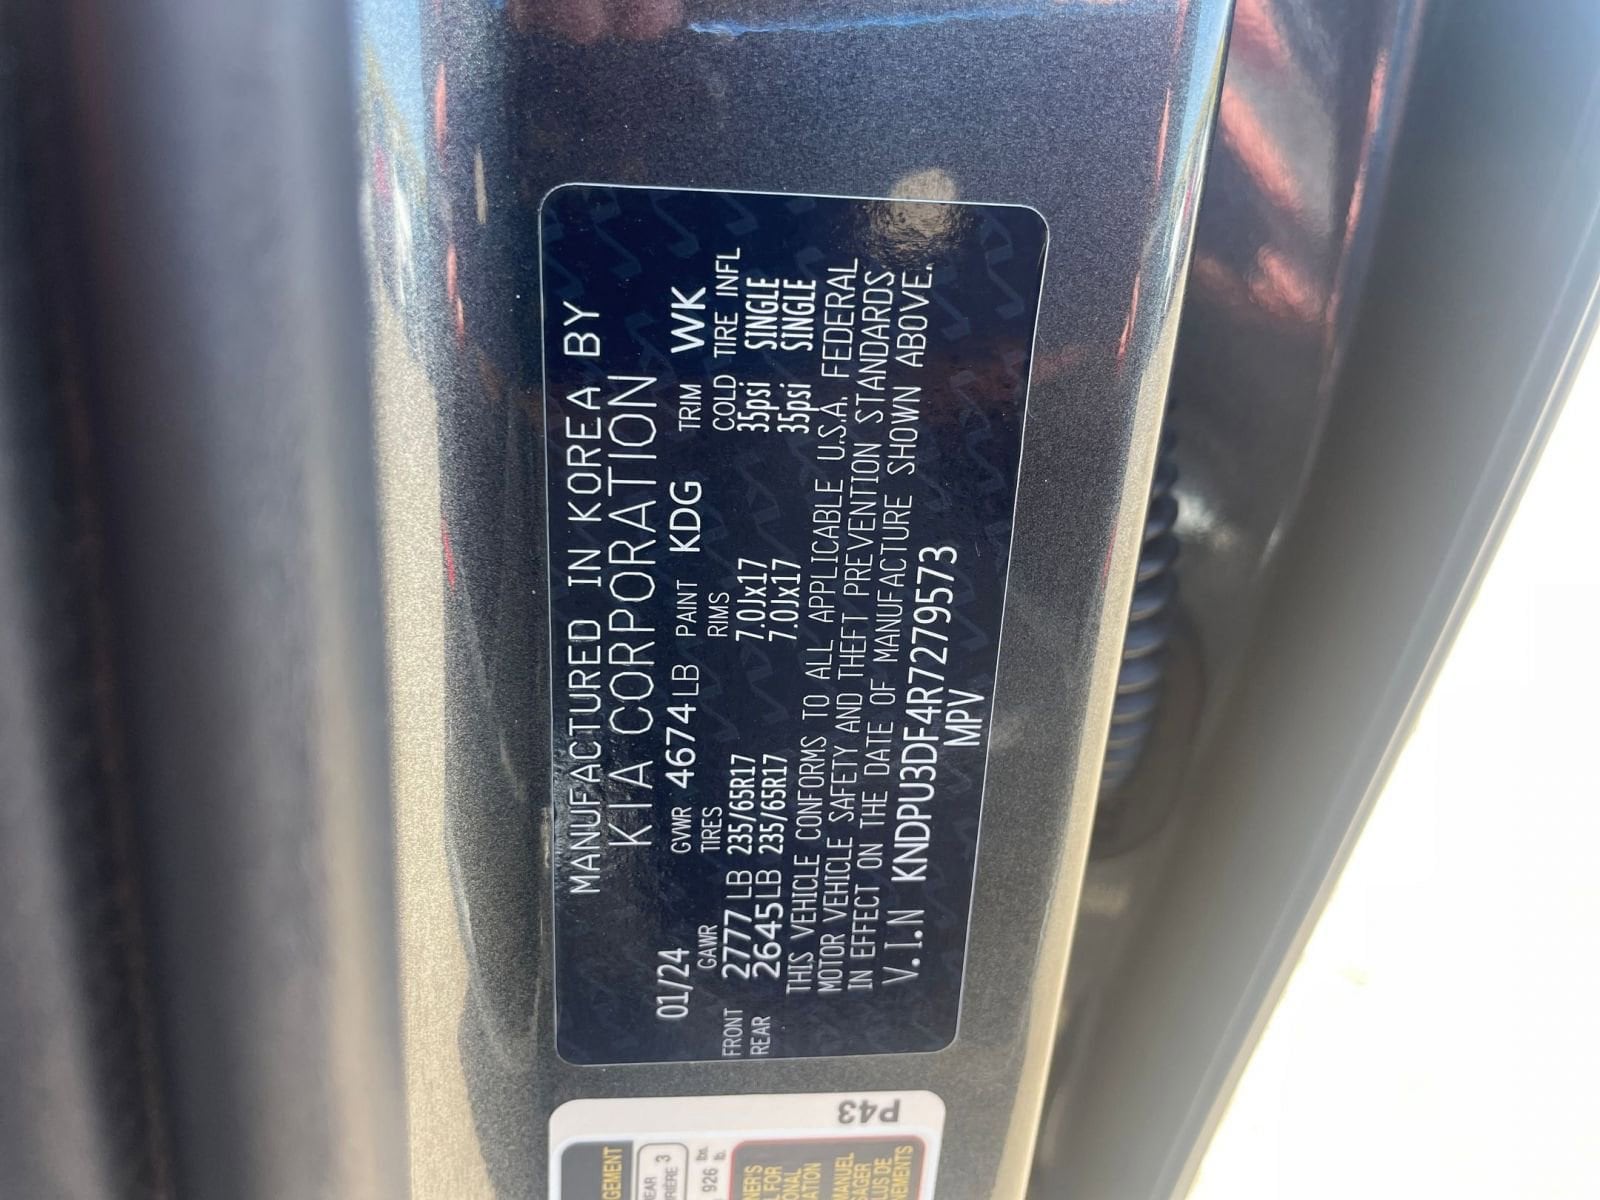 MANUFACTURED IN KOREA BY
KIA CORPORATION
01/24 GVWR 4674LB PAINT KDG TRIM WK
GAWR TIRES RIMS COLD TIRE INFL
FRONT 2777LB 235/65R17 7.0Jx17 35psi SINGLE
REAR 2645LB 235/65R17 7.0Jx17 35psi SINGLE
THIS VEHICLE CONFORMS TO ALL APPLICABLE U.S.A. FEDERAL
MOTOR VEHICLE SAFETY AND THEFT PREVENTION STANDARDS
IN EFFECT ON THE DATE OF MANUFACTURE SHOWN ABOVE.
V.I.N KNDPU3DF4R7279573
MPV
P43
3
926 lbs.